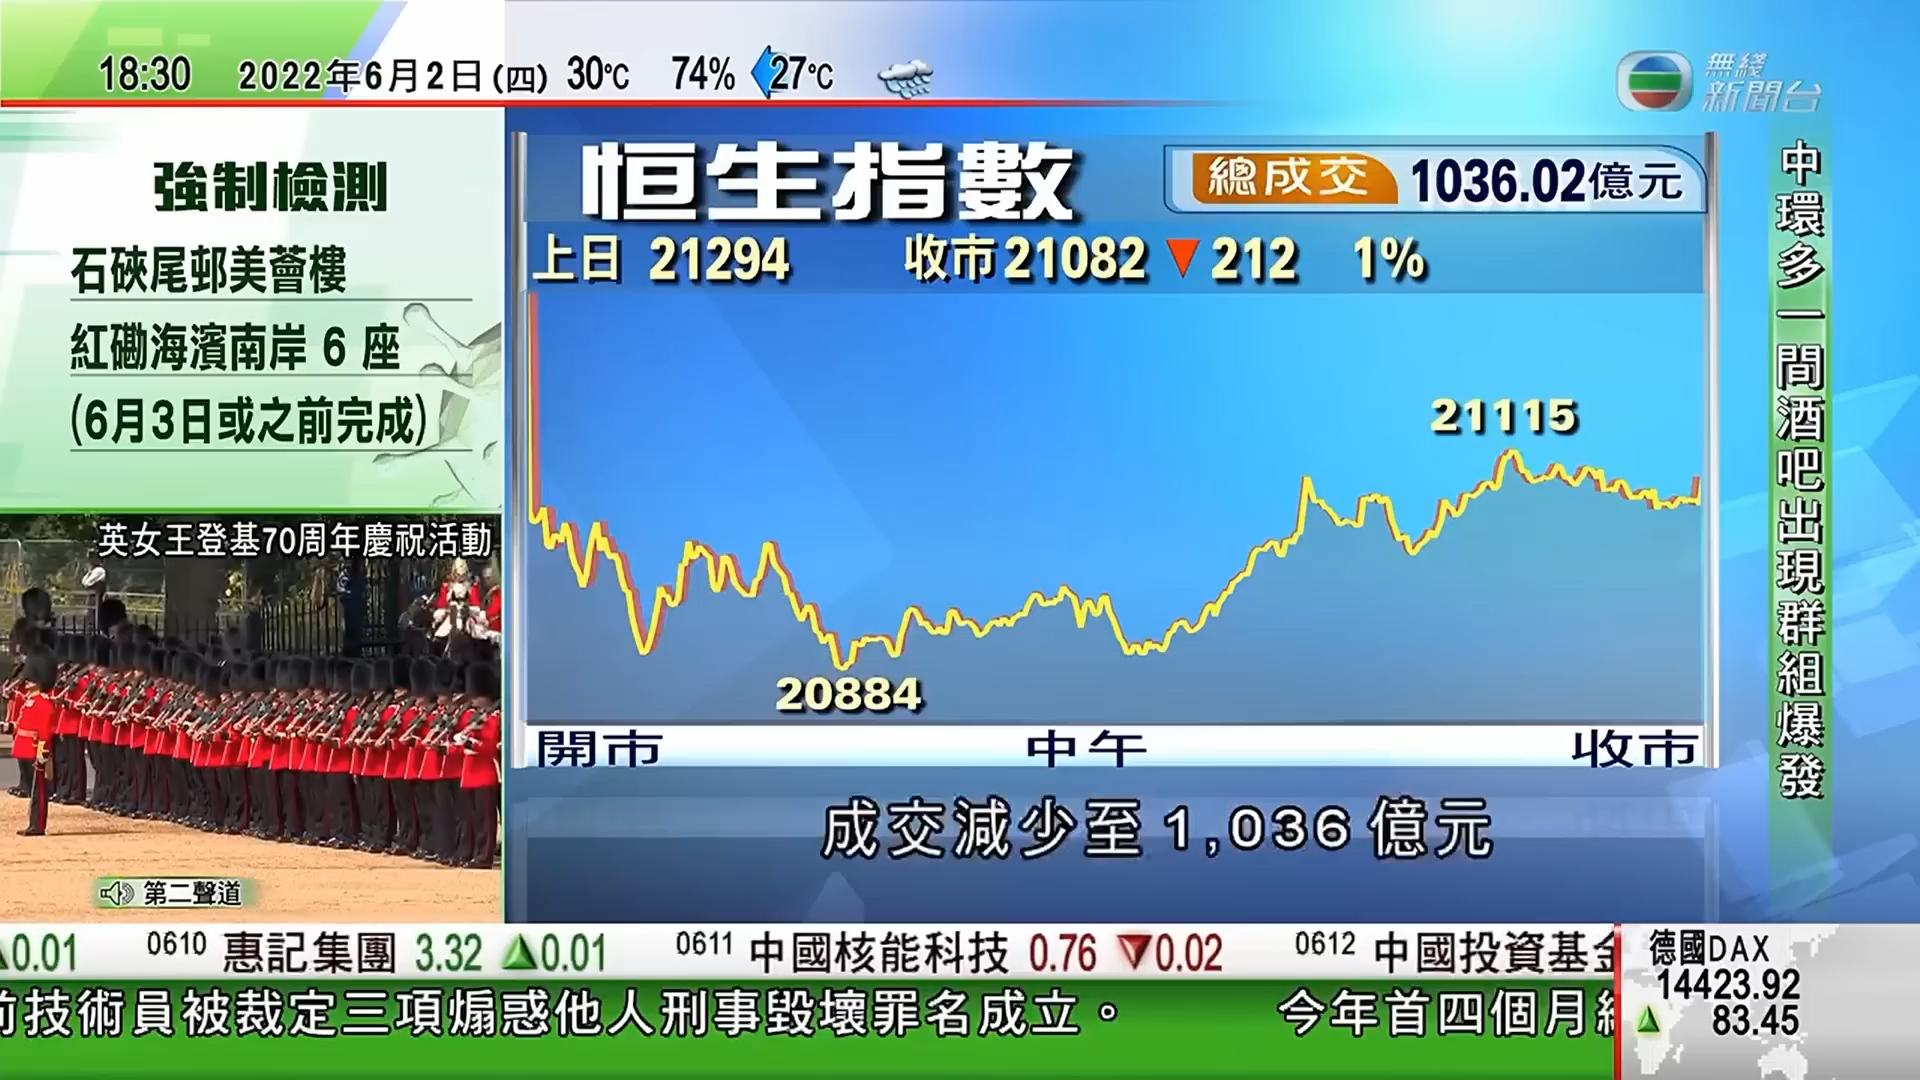 18:30 2022年6月2日(四) 30℃ 74% 27℃
無綫
新聞台
強制檢測
石硤尾邨美薈樓
紅磡海濱南岸 6 座
(6月3日或之前完成)
英女王登基70周年慶祝活動
第二聲道
恒生指數
總成交 1036.02億元
上日 21294 收市 21082 ▼ 212 1%
21115
20884
開市 中午 收市
成交減少至 1,036 億元
中環多一間酒吧出現群組爆發
▲0.01 0610 惠記集團 3.32 ▲0.01 0611 中國核能科技 0.76 ▼0.02 0612 中國投資基金
前技術員被裁定三項煽惑他人刑事毀壞罪名成立。 今年首四個月
德國DAX
14423.92
▲ 83.45